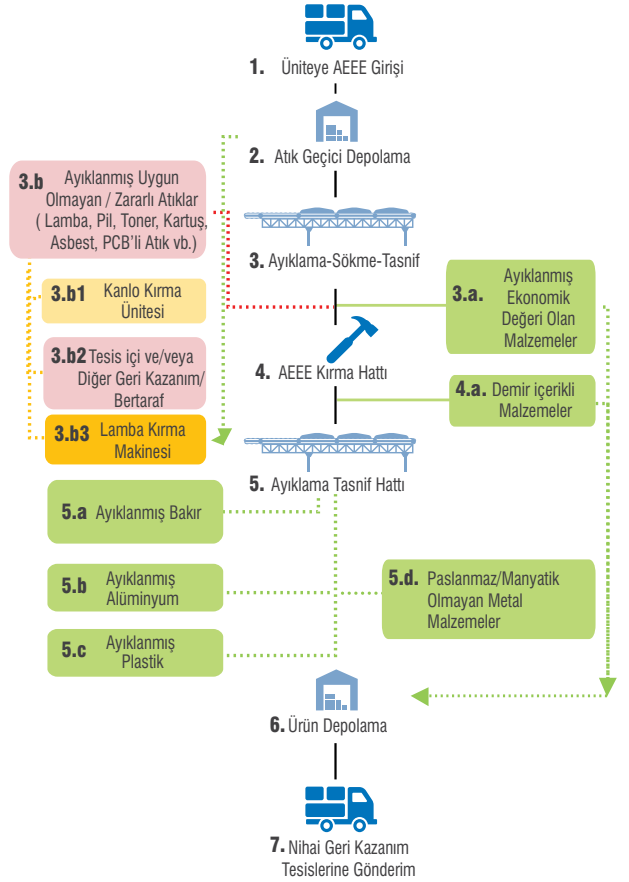 1. Üniteye AEEE Girişi
2. Atık Geçici Depolama
3.b Ayıklanmış Uygun
Olmayan / Zararlı Atıklar
( Lamba, Pil, Toner, Kartuş,
Asbest, PCB'li Atık vb.)
3. Ayıklama-Sökme-Tasnif
3.a. Ayıklanmış
Ekonomik
Değeri Olan
Malzemeler
3.b1 Kanlo Kırma
Ünitesi
3.b2 Tesis içi ve/veya
Diğer Geri Kazanım/
Bertaraf
4. AEEE Kırma Hattı
4.a. Demir içerikli
Malzemeler
3.b3 Lamba Kırma
Makinesi
5. Ayıklama Tasnif Hattı
5.a Ayıklanmış Bakır
5.b Ayıklanmış
Alüminyum
5.d. Paslanmaz/Manyatik
Olmayan Metal
Malzemeler
5.c Ayıklanmış
Plastik
6. Ürün Depolama
7. Nihai Geri Kazanım
Tesislerine Gönderim